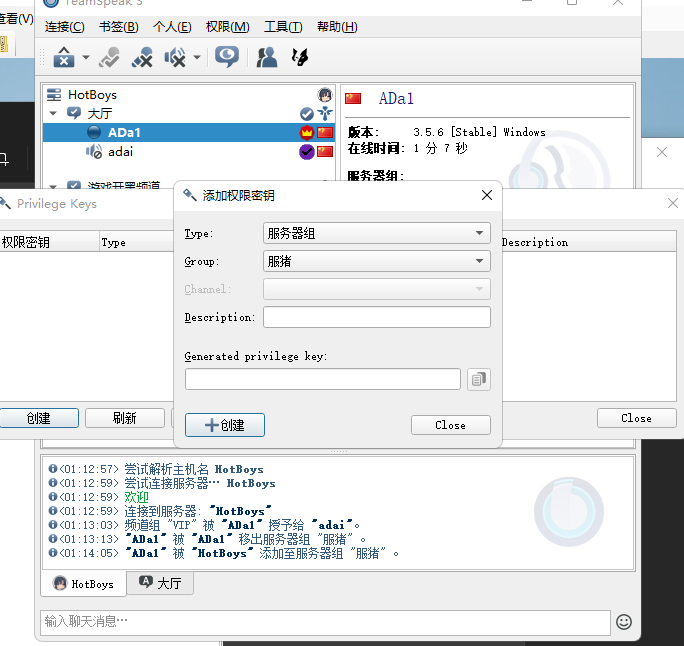 查看(V)
TeamSpeak 3
连接(C) 书签(B) 个人(E) 权限(M) 工具(T) 帮助(H)
HotBoys
大厅
ADa1
adai
游戏开黑频道
ADa1
版本: 3.5.6 [Stable] Windows
在线时间: 1 分 7 秒
服务器组:
Privilege Keys
权限密钥 Type Description
创建 刷新 Close
添加权限密钥
Type: 服务器组
Group: 服猪
Channel:
Description:
Generated privilege key:
创建 Close
<01:12:57> 尝试解析主机名 HotBoys
<01:12:59> 尝试连接服务器… HotBoys
<01:12:59> 欢迎
<01:12:59> 连接到服务器: "HotBoys"
<01:13:03> 频道组 "VIP" 被 "ADa1" 授予给 "adai"。
<01:13:13> "ADa1" 被 "ADa1" 移出服务器组 "服猪" 。
<01:14:05> "ADa1" 被 "HotBoys" 添加至服务器组 "服猪" 。
HotBoys 大厅
输入聊天消息…